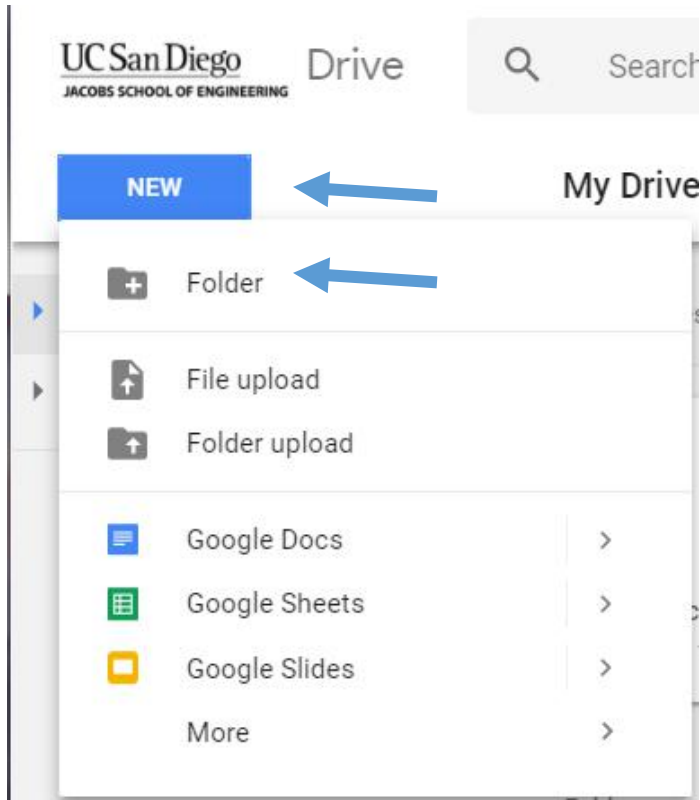 UC San Diego
JACOBS SCHOOL OF ENGINEERING
Drive
Search
NEW
My Drive
Folder
File upload
Folder upload
Google Docs
Google Sheets
Google Slides
More